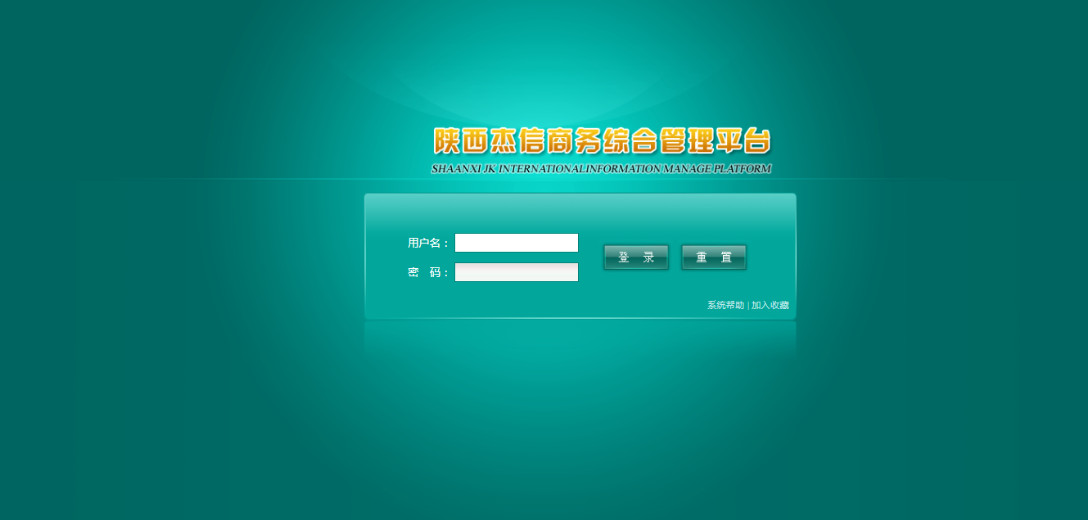 陕西杰信商务综合管理平台
SHAANXI JK INTERNATIONALINFORMATION MANAGE PLATFORM
用户名：
登 录 重 置
密 码：
系统帮助 | 加入收藏